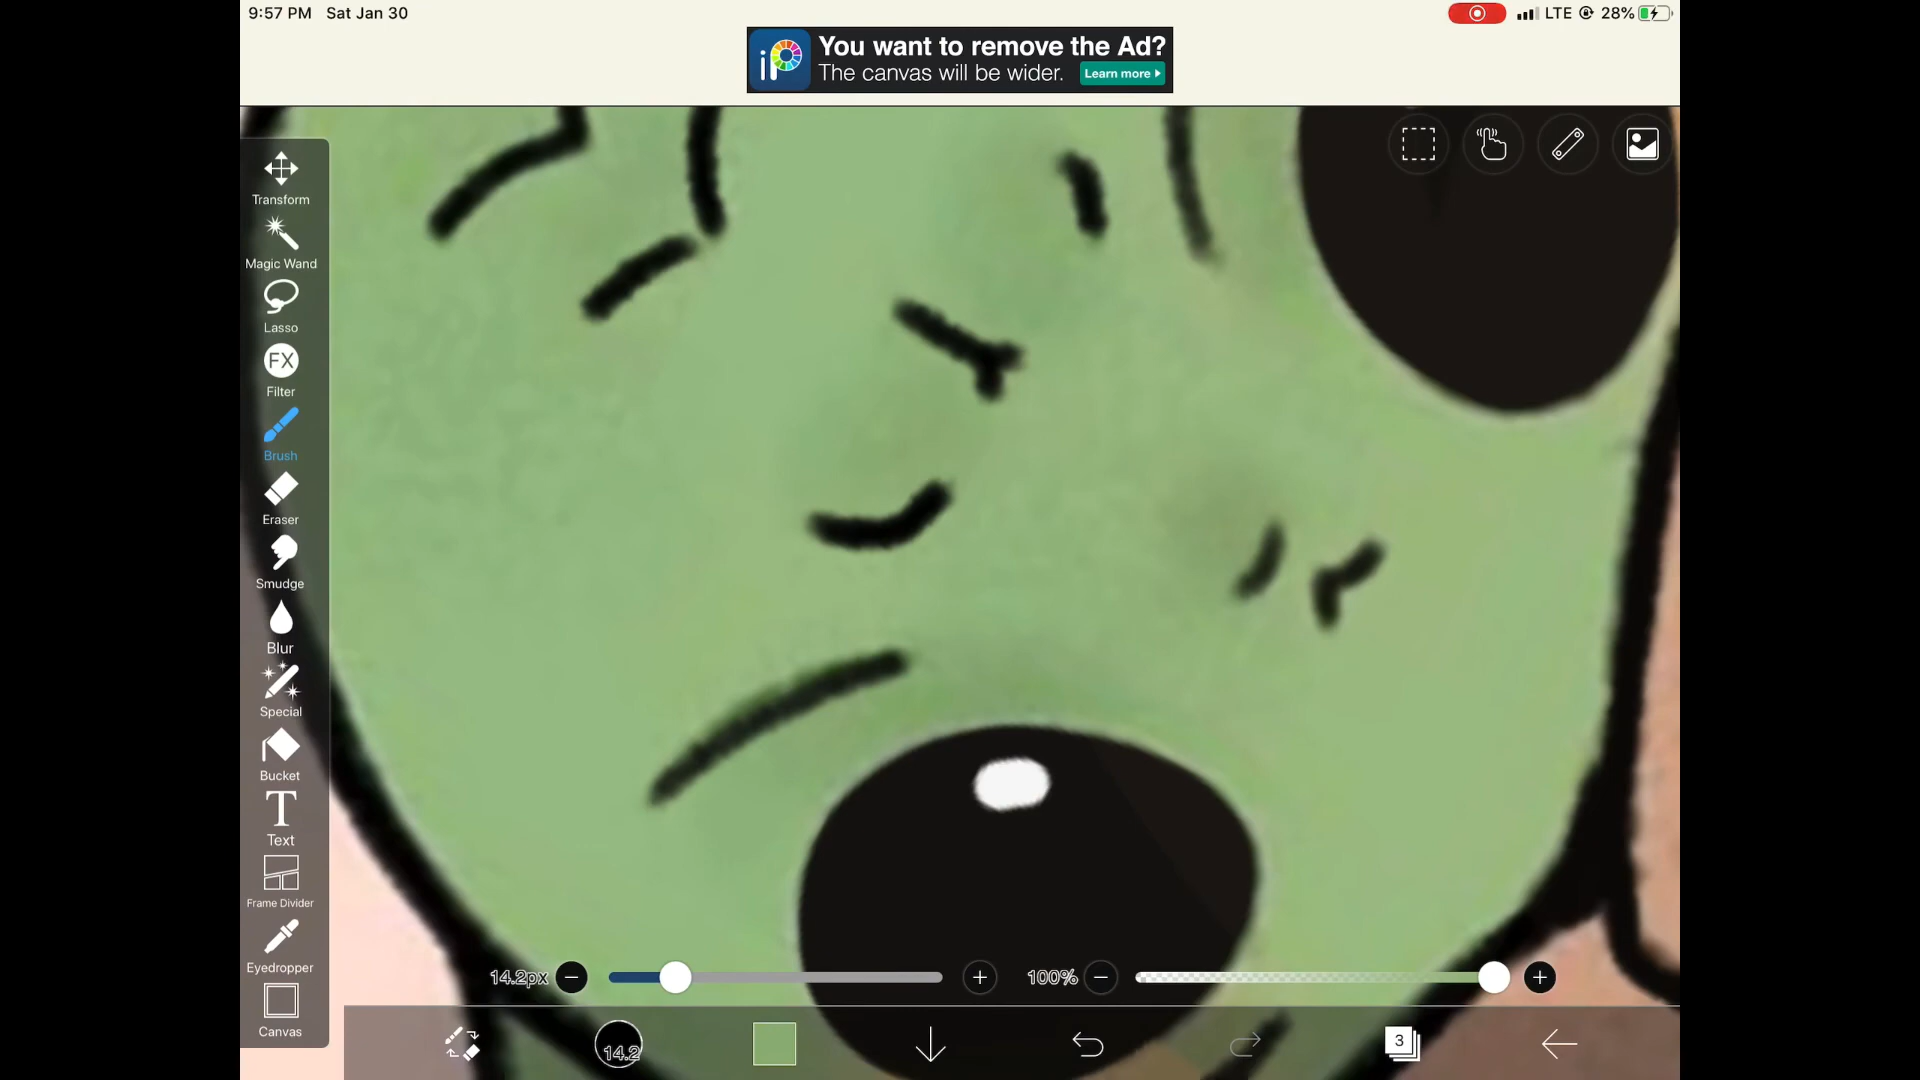 9:57 PM Sat Jan 30
LTE 28%
iP
You want to remove the Ad?
The canvas will be wider. Learn more
Transform
Magic Wand
Lasso
FX
Filter
Brush
Eraser
Smudge
Blur
Special
Bucket
T
Text
Frame Divider
Eyedropper
Canvas
14.2px 100%
14.2 3